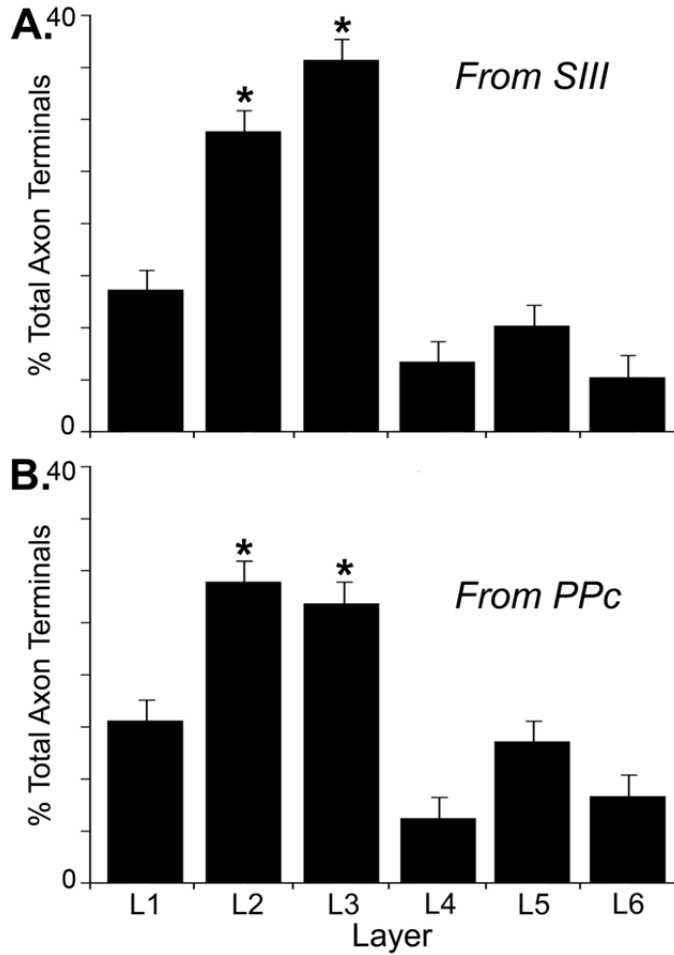 A.
40
% Total Axon Terminals
0
*
*
From SIII
B.
40
% Total Axon Terminals
0
*
*
From PPc
L1 L2 L3 L4 L5 L6
Layer